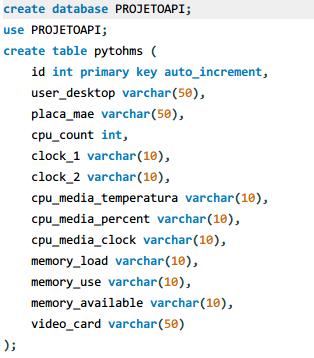 create database PROJETOAPI;
use PROJETOAPI;
create table pytohms (
    id int primary key auto_increment,
    user_desktop varchar(50),
    placa_mae varchar(50),
    cpu_count int,
    clock_1 varchar(10),
    clock_2 varchar(10),
    cpu_media_temperatura varchar(10),
    cpu_media_percent varchar(10),
    cpu_media_clock varchar(10),
    memory_load varchar(10),
    memory_use varchar(10),
    memory_available varchar(10),
    video_card varchar(50)
);